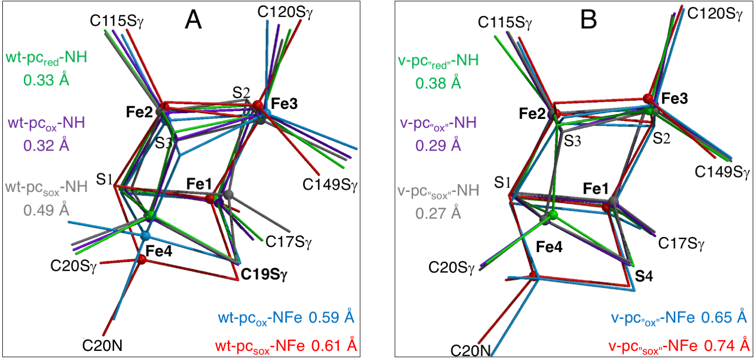 A
C115Sγ
C120Sγ
wt-pcred-NH
0.33 Å
S2
Fe3
Fe2
wt-pcox-NH
0.32 Å
S3
C149Sγ
wt-pcsox-NH
0.49 Å
S1
Fe1
C17Sγ
Fe4
C20Sγ
C19Sγ
wt-pcox-NFe 0.59 Å
wt-pcsox-NFe 0.61 Å
C20N
B
C115Sγ
C120Sγ
v-pc"red"-NH
0.38 Å
Fe3
Fe2
v-pc"ox"-NH
0.29 Å
S3
S2
C149Sγ
v-pc"sox"-NH
0.27 Å
S1
Fe1
C17Sγ
Fe4
C20Sγ
S4
v-pc"ox"-NFe 0.65 Å
v-pc"sox"-NFe 0.74 Å
C20N